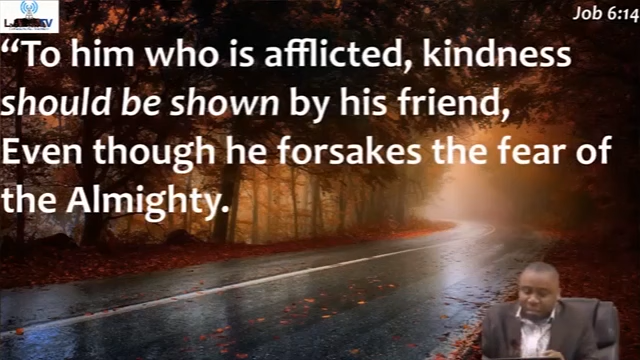 Job 6:14
“To him who is afflicted, kindness
should be shown by his friend,
Even though he forsakes the fear of
the Almighty.